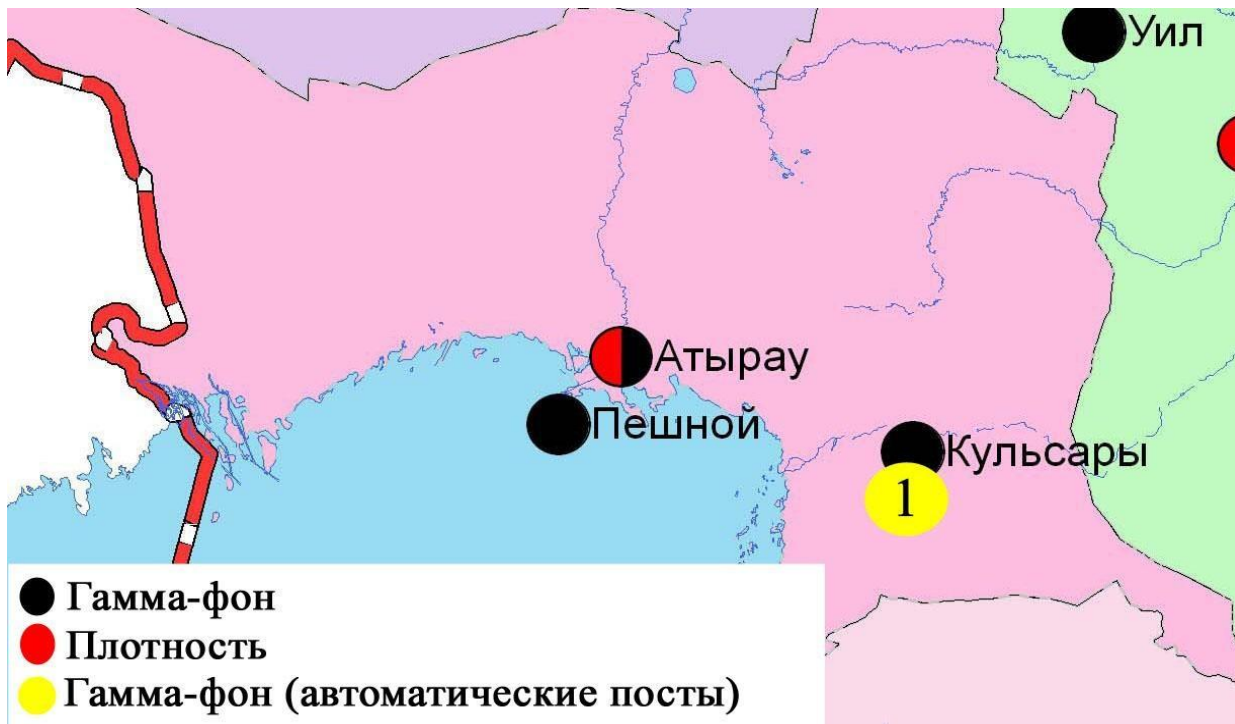 Уил
Атырау
Пешной
Кульсары
1
Гамма-фон
Плотность
Гамма-фон (автоматические посты)